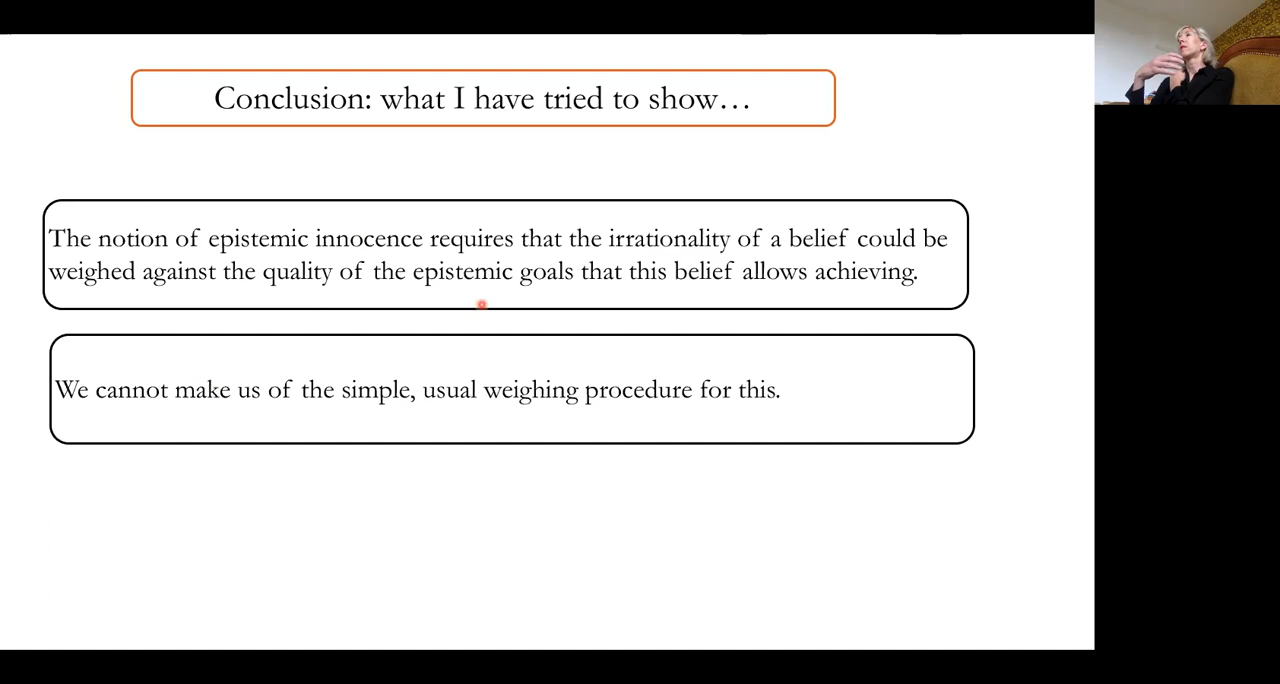 Conclusion: what I have tried to show…
The notion of epistemic innocence requires that the irrationality of a belief could be
weighed against the quality of the epistemic goals that this belief allows achieving.
We cannot make us of the simple, usual weighing procedure for this.